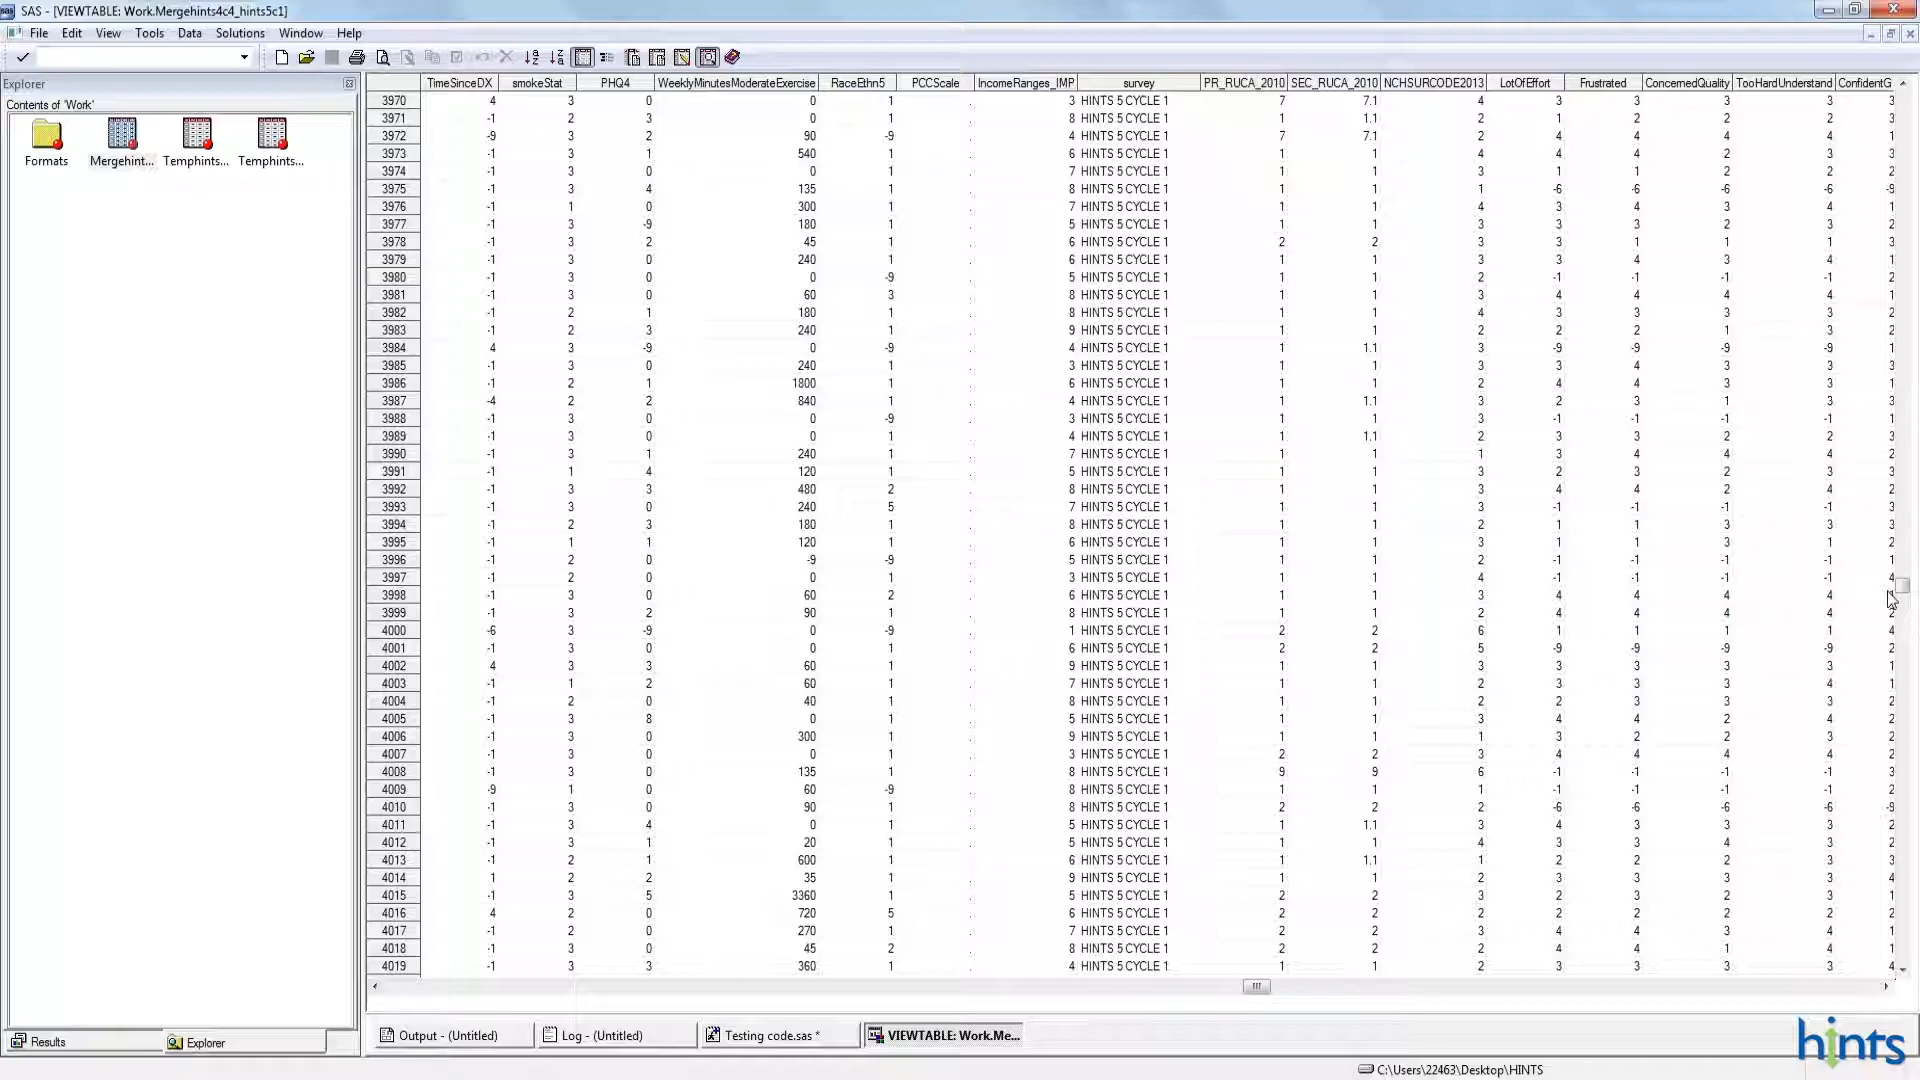 SAS - [VIEWTABLE: Work.Mergehints4c4_hints5c1]
File Edit View Tools Data Solutions Window Help
Explorer
Contents of 'Work'
Formats Mergehint... Temphints... Temphints...
TimeSinceDX smokeStat PHQ4 WeeklyMinutesModerateExercise RaceEthn5 PCCScale IncomeRanges_IMP survey PR_RUCA_2010 SEC_RUCA_2010 NCHSURCODE2013 LotOfEffort Frustrated ConcernedQuality TooHardUnderstand ConfidentG
3970 4 3 0 0 1 . 3 HINTS 5 CYCLE 1 7 7.1 4 3 3 3 3 3
3971 -1 2 3 0 1 . 8 HINTS 5 CYCLE 1 1 1.1 2 1 2 2 2 3
3972 -9 3 2 90 -9 . 4 HINTS 5 CYCLE 1 7 7.1 2 4 4 4 4 1
3973 -1 3 1 540 1 . 6 HINTS 5 CYCLE 1 1 1 4 4 4 2 3 3
3974 -1 3 0 0 1 . 7 HINTS 5 CYCLE 1 1 1 3 1 1 2 2 2
3975 -1 3 4 135 1 . 8 HINTS 5 CYCLE 1 1 1 1 -6 -6 -6 -6 -9
3976 -1 1 0 300 1 . 7 HINTS 5 CYCLE 1 1 1 4 3 4 3 4 1
3977 -1 3 -9 180 1 . 5 HINTS 5 CYCLE 1 1 1 3 3 3 2 3 2
3978 -1 3 2 45 1 . 6 HINTS 5 CYCLE 1 2 2 3 3 1 1 1 3
3979 -1 3 0 240 1 . 6 HINTS 5 CYCLE 1 1 1 3 3 4 3 4 1
3980 -1 3 0 0 -9 . 5 HINTS 5 CYCLE 1 1 1 2 -1 -1 -1 -1 2
3981 -1 3 0 60 3 . 8 HINTS 5 CYCLE 1 1 1 3 4 4 4 4 1
3982 -1 2 1 180 1 . 8 HINTS 5 CYCLE 1 1 1 4 3 3 3 3 2
3983 -1 2 3 240 1 . 9 HINTS 5 CYCLE 1 1 1 2 2 2 1 3 2
3984 4 3 -9 0 -9 . 4 HINTS 5 CYCLE 1 1 1.1 3 -9 -9 -9 -9 1
3985 -1 3 0 240 1 . 3 HINTS 5 CYCLE 1 1 1 3 4 4 3 3 3
3986 -1 2 1 1800 1 . 6 HINTS 5 CYCLE 1 1 1 2 4 4 3 3 1
3987 -4 2 2 840 1 . 4 HINTS 5 CYCLE 1 1 1.1 3 2 3 1 3 3
3988 -1 3 0 0 -9 . 3 HINTS 5 CYCLE 1 1 1 3 -1 -1 -1 -1 1
3989 -1 3 0 0 1 . 4 HINTS 5 CYCLE 1 1 1.1 2 3 3 2 2 3
3990 -1 3 1 240 1 . 7 HINTS 5 CYCLE 1 1 1 1 3 4 4 4 2
3991 -1 1 4 120 1 . 5 HINTS 5 CYCLE 1 1 1 3 2 3 2 3 3
3992 -1 3 3 480 2 . 8 HINTS 5 CYCLE 1 1 1 3 4 4 2 4 2
3993 -1 3 0 240 5 . 7 HINTS 5 CYCLE 1 1 1 3 -1 -1 -1 -1 3
3994 -1 2 3 180 1 . 8 HINTS 5 CYCLE 1 1 1 2 1 1 3 3 3
3995 -1 1 1 120 1 . 6 HINTS 5 CYCLE 1 1 1 3 1 1 3 1 2
3996 -1 2 0 -9 -9 . 5 HINTS 5 CYCLE 1 1 1 2 -1 -1 -1 -1 1
3997 -1 2 0 0 1 . 3 HINTS 5 CYCLE 1 1 1 4 -1 -1 -1 -1 4
3998 -1 3 0 60 2 . 6 HINTS 5 CYCLE 1 1 1 3 4 4 4 4
3999 -1 3 2 90 1 . 8 HINTS 5 CYCLE 1 1 1 2 4 4 4 4 2
4000 -6 3 -9 0 -9 . 1 HINTS 5 CYCLE 1 2 2 6 1 1 1 1 4
4001 -1 3 0 0 1 . 6 HINTS 5 CYCLE 1 2 2 5 -9 -9 -9 -9 2
4002 4 3 3 60 1 . 9 HINTS 5 CYCLE 1 1 1 3 3 3 3 3 1
4003 -1 1 2 60 1 . 7 HINTS 5 CYCLE 1 1 1 2 3 3 3 4 1
4004 -1 2 0 40 1 . 8 HINTS 5 CYCLE 1 1 1 2 2 3 3 3 2
4005 -1 3 8 0 1 . 5 HINTS 5 CYCLE 1 1 1 3 4 4 2 4 2
4006 -1 3 0 300 1 . 9 HINTS 5 CYCLE 1 1 1 1 3 2 2 3 2
4007 -1 3 0 0 1 . 3 HINTS 5 CYCLE 1 2 2 3 4 4 4 4 2
4008 -1 3 0 135 1 . 8 HINTS 5 CYCLE 1 9 9 6 -1 -1 -1 -1 3
4009 -9 1 0 60 -9 . 8 HINTS 5 CYCLE 1 1 1 1 -1 -1 -1 -1 2
4010 -1 3 0 90 1 . 8 HINTS 5 CYCLE 1 2 2 2 -6 -6 -6 -6 -9
4011 -1 3 4 0 1 . 5 HINTS 5 CYCLE 1 1 1.1 3 4 3 3 3 2
4012 -1 3 1 20 1 . 5 HINTS 5 CYCLE 1 1 1 4 3 3 4 3 2
4013 -1 2 1 600 1 . 6 HINTS 5 CYCLE 1 1 1.1 1 2 2 2 3 3
4014 1 2 2 35 1 . 9 HINTS 5 CYCLE 1 1 1 2 3 3 3 3 4
4015 -1 3 5 3360 1 . 5 HINTS 5 CYCLE 1 2 2 3 2 3 2 3 1
4016 4 2 0 720 5 . 6 HINTS 5 CYCLE 1 2 2 2 2 2 2 2 2
4017 -1 2 0 270 1 . 7 HINTS 5 CYCLE 1 2 2 3 4 4 3 4 1
4018 -1 3 0 45 2 . 8 HINTS 5 CYCLE 1 2 2 2 4 4 1 4 1
4019 -1 3 3 360 1 . 4 HINTS 5 CYCLE 1 1 1 2 3 3 3 3 4
Results Explorer
Output - (Untitled) Log - (Untitled) Testing code.sas * VIEWTABLE: Work.Me...
hints
C:\Users\22463\Desktop\HINTS